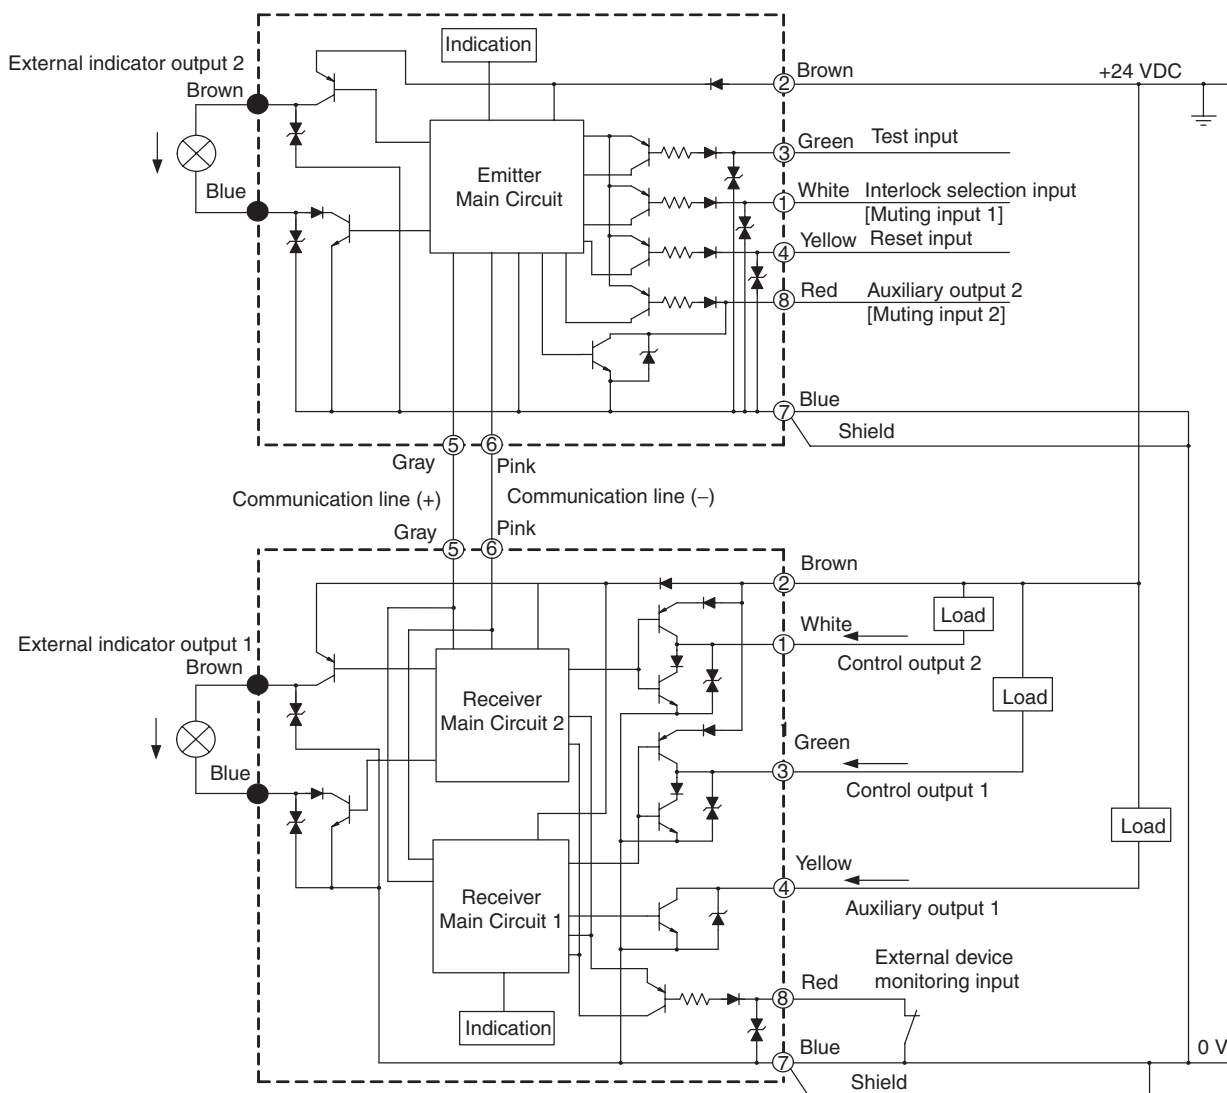 Indication
External indicator output 2
Brown
Blue
Emitter
Main Circuit
2
Brown
+24 VDC
3
Green
Test input
1
White
Interlock selection input
[Muting input 1]
4
Yellow
Reset input
8
Red
Auxiliary output 2
[Muting input 2]
7
Blue
Shield
5
6
Gray
Pink
Communication line (+)
Communication line (−)
Gray
Pink
5
6
2
Brown
Load
External indicator output 1
Brown
White
1
Control output 2
Receiver
Main Circuit 2
Load
Blue
Green
3
Control output 1
Load
Receiver
Main Circuit 1
Yellow
4
Auxiliary output 1
External device
monitoring input
Red
8
Indication
Blue
7
0 V
Shield